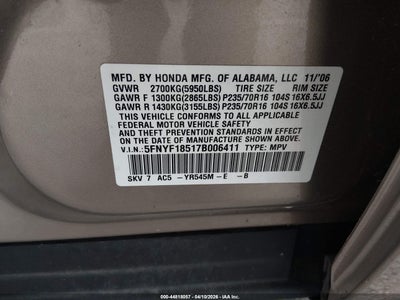 MFD. BY HONDA MFG. OF ALABAMA, LLC 11/'06
GVWR 2700KG(5950LBS) TIRE SIZE RIM SIZE
GAWR F 1300KG(2865LBS) P235/70R16 104S 16X6.5JJ
GAWR R 1430KG(3155LBS) P235/70R16 104S 16X6.5JJ
THIS VEHICLE CONFORMS TO ALL APPLICABLE
FEDERAL MOTOR VEHICLE SAFETY AND
THEFT PREVENTION STANDARDS IN EFFECT ON
THE DATE OF MANUFACTURE SHOWN ABOVE.
V.I.N.: 5FNYF18517B006411 TYPE: MPV
SKV 7 AC5 -YR545M - E - B
000-44818057 - 04/10/2026 - IAAI.COM